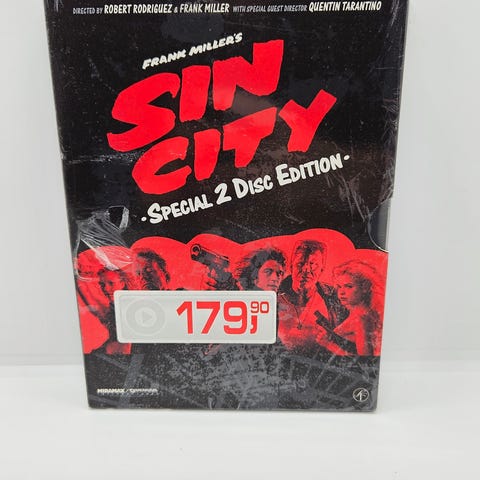 DIRECTED BY ROBERT RODRIGUEZ & FRANK MILLER WITH SPECIAL GUEST DIRECTOR QUENTIN TARANTINO
FRANK MILLER'S
SIN
CITY
·SPECIAL 2 DISC EDITION·
179,90
MIRAMAX